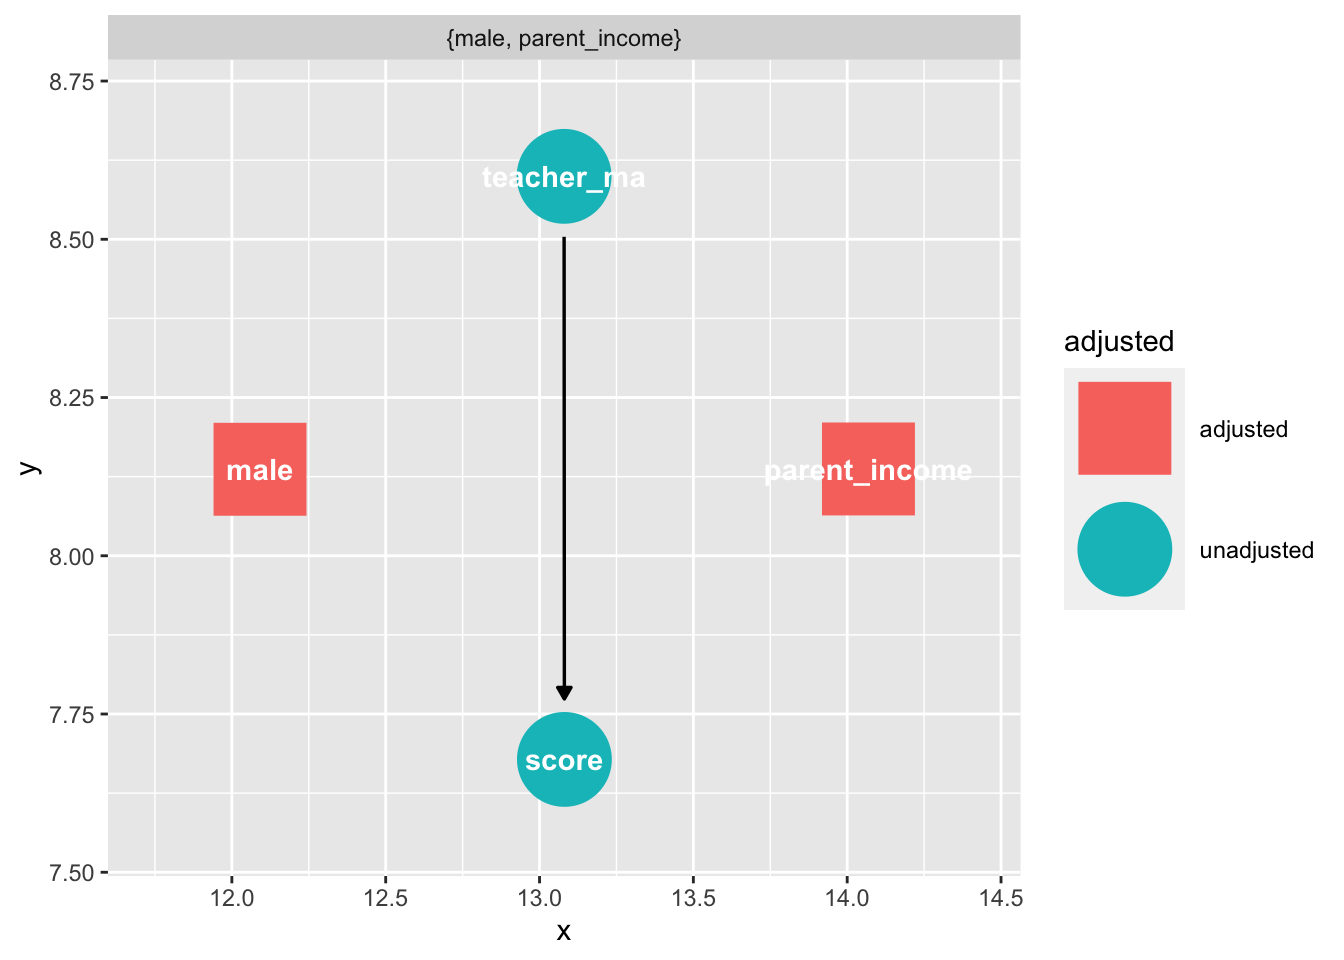 {male, parent_income}
8.75
8.50
8.25
8.00
7.75
7.50
y
teacher_ma
male
parent_income
score
12.0
12.5
13.0
13.5
14.0
14.5
x
adjusted
adjusted
unadjusted